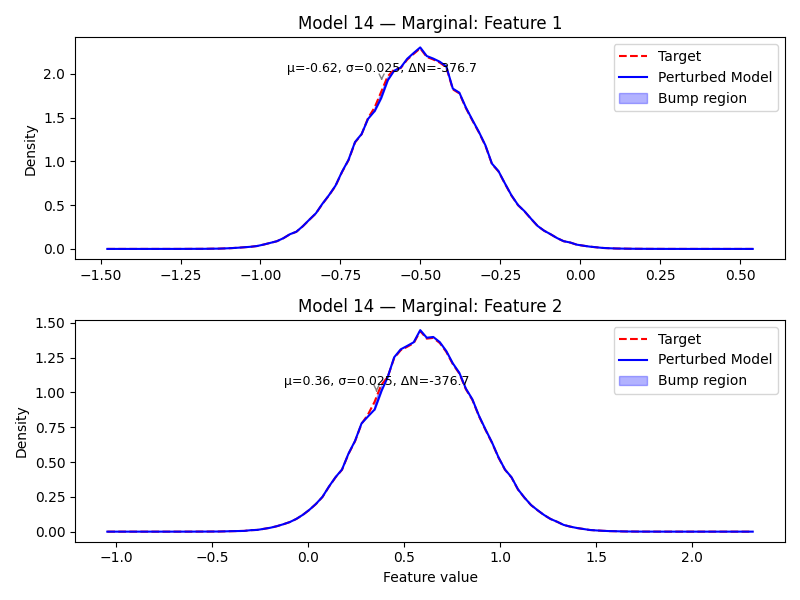 Model 14 — Marginal: Feature 1
Density
2.0
1.5
1.0
0.5
0.0
μ=-0.62, σ=0.025, ΔN=-376.7
Target
Perturbed Model
Bump region
−1.50 −1.25 −1.00 −0.75 −0.50 −0.25 0.00 0.25 0.50
Model 14 — Marginal: Feature 2
Density
1.50
1.25
1.00
0.75
0.50
0.25
0.00
μ=0.36, σ=0.025, ΔN=-376.7
Target
Perturbed Model
Bump region
−1.0 −0.5 0.0 0.5 1.0 1.5 2.0
Feature value